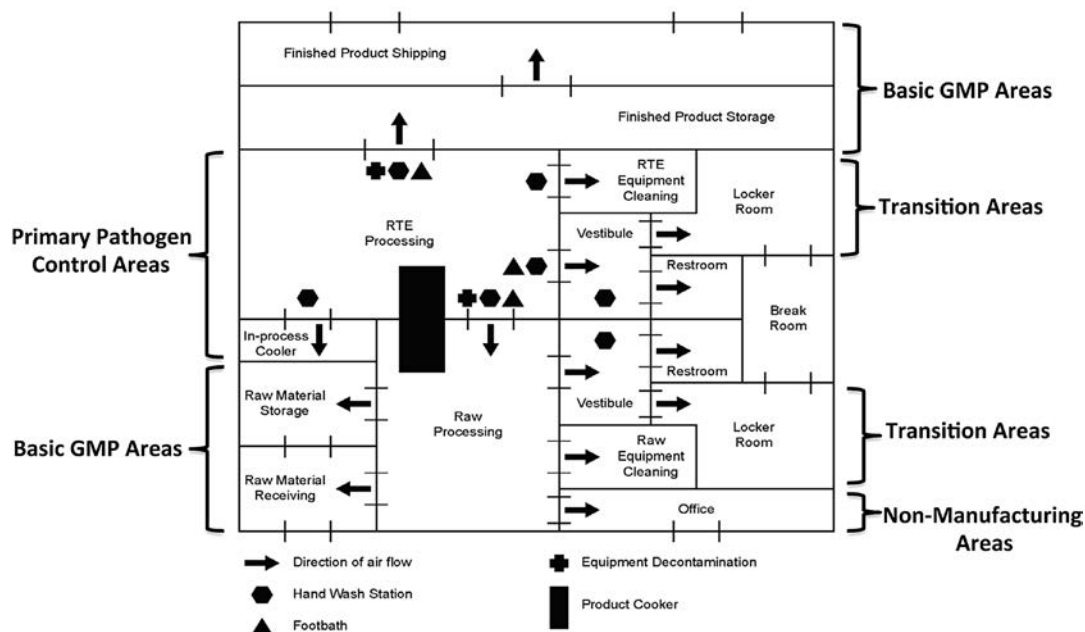 Finished Product Shipping
Basic GMP Areas
Finished Product Storage
RTE
Equipment
Cleaning
Locker
Room
Transition Areas
Primary Pathogen
Control Areas
RTE
Processing
Vestibule
Restroom
Break
Room
In-process
Cooler
Restroom
Raw Material
Storage
Raw
Processing
Vestibule
Locker
Room
Transition Areas
Basic GMP Areas
Raw
Equipment
Cleaning
Raw Material
Receiving
Office
Non-Manufacturing
Areas
Direction of air flow
Equipment Decontamination
Hand Wash Station
Product Cooker
Footbath